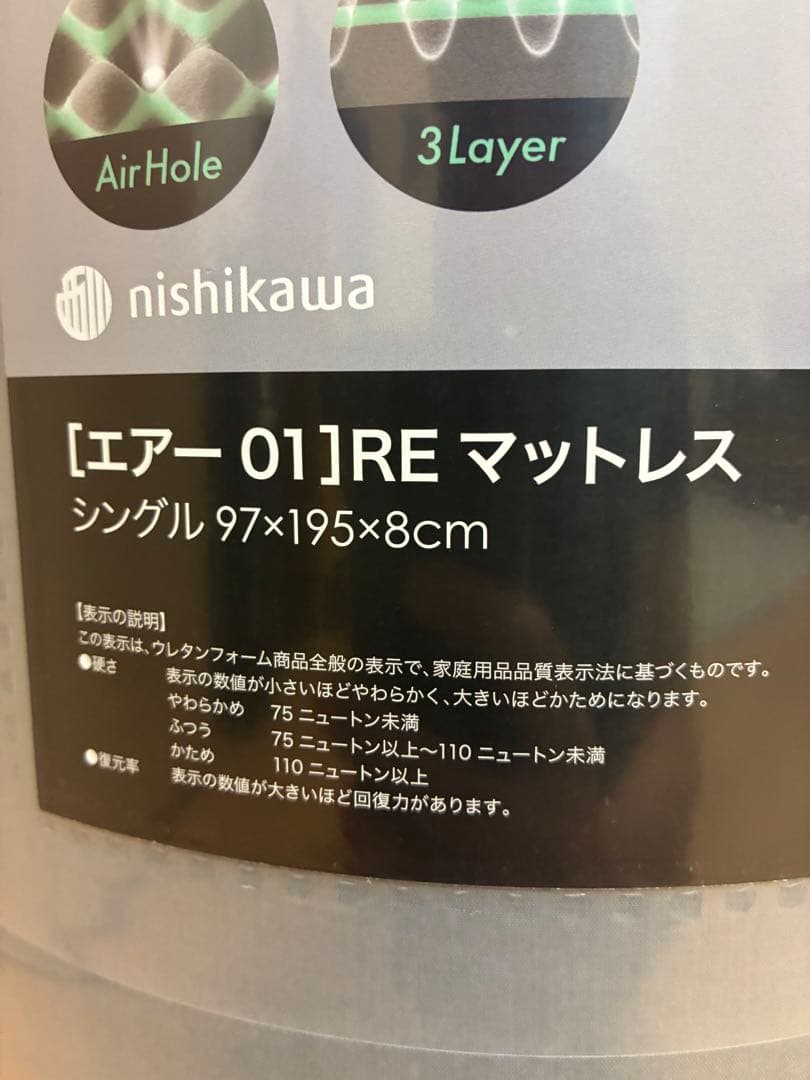 AirHole
3Layer
nishikawa
[エアー 01]RE マットレス
シングル 97×195×8cm
【表示の説明】
この表示は、ウレタンフォーム商品全般の表示で、家庭用品品質表示法に基づくものです。
●硬さ 表示の数値が小さいほどやわらかく、大きいほどかためになります。
やわらかめ 75 ニュートン未満
ふつう 75 ニュートン以上〜110 ニュートン未満
かため 110 ニュートン以上
●復元率 表示の数値が大きいほど回復力があります。